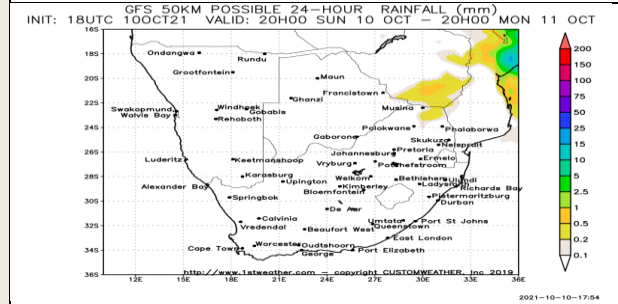 GFS 50KM POSSIBLE 24-HOUR RAINFALL (mm)
INIT: 18UTC 10OCT21 VALID: 20H00 SUN 10 OCT - 20H00 MON 11 OCT
16S
18S
20S
22S
24S
26S
28S
30S
32S
34S
36S
Ondangwa
Rundu
Grootfontein
Maun
Francistown
Ghanzi
Musina
Swakopmund
Walvis Bay
Windhoek
Gobabis
Rehoboth
Polokwane
Phalaborwa
Gaborone
Skukuza
Nelspruit
Pretoria
Johannesburg
Ermelo
Luderitz
Keetmanshoop
Vryburg
Potchefstroom
Karasburg
Upington
Welkom
Bethlehem
Ulundi
Alexander Bay
Kimberley
Ladysmith
Richards Bay
Bloemfontein
Springbok
Pietermaritzburg
Durban
De Aar
Calvinia
Umtata
Port St Johns
Vredendal
Beaufort West
Queenstown
East London
Worcester
Oudtshoorn
Cape Town
George
Port Elizabeth
http://www.1stweather.com - copyright CUSTOMWEATHER, Inc 2019
12E 15E 18E 21E 24E 27E 30E 33E 36E
200
150
100
75
50
25
15
10
5
2.5
1
0.5
0.2
0.1
2021-10-10-17:54